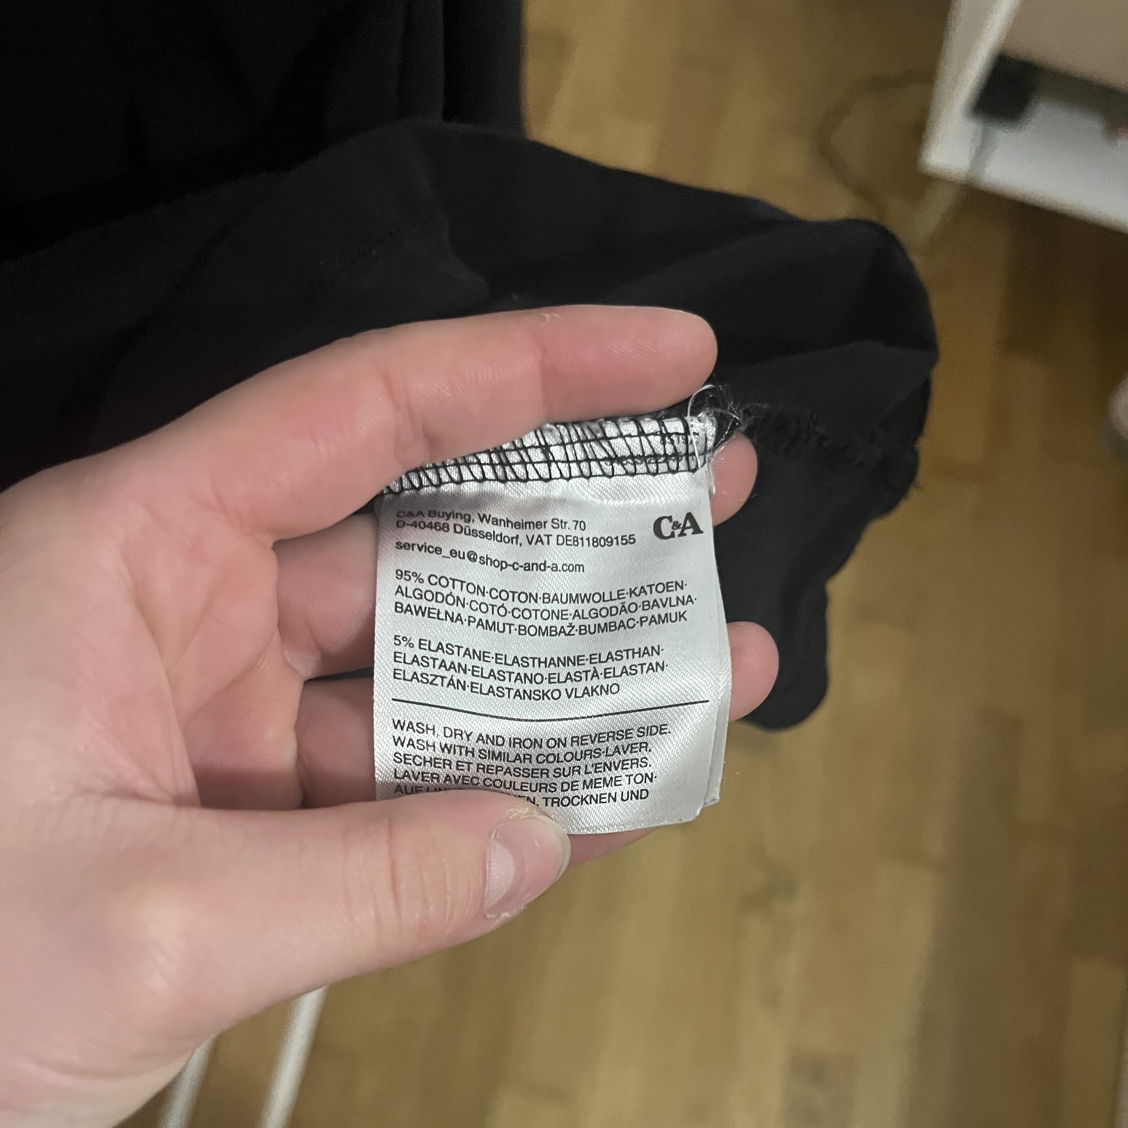 C&A Buying, Wanheimer Str. 70
D-40468 Düsseldorf, VAT DE811809155
C&A
service_eu@shop-c-and-a.com
95% COTTON·COTON·BAUMWOLLE·KATOEN·
ALGODÓN·COTÓ·COTONE·ALGODÃO·BAVLNA·
BAWEŁNA·PAMUT·BOMBAŽ·BUMBAC·PAMUK
5% ELASTANE·ELASTHANNE·ELASTHAN·
ELASTAAN·ELASTANO·ELASTÀ·ELASTAN·
ELASZTÁN·ELASTANSKO VLAKNO
WASH, DRY AND IRON ON REVERSE SIDE.
WASH WITH SIMILAR COLOURS·LAVER,
SECHER ET REPASSER SUR L'ENVERS.
LAVER AVEC COULEURS DE MEME TON·
AUF TROCKNEN UND